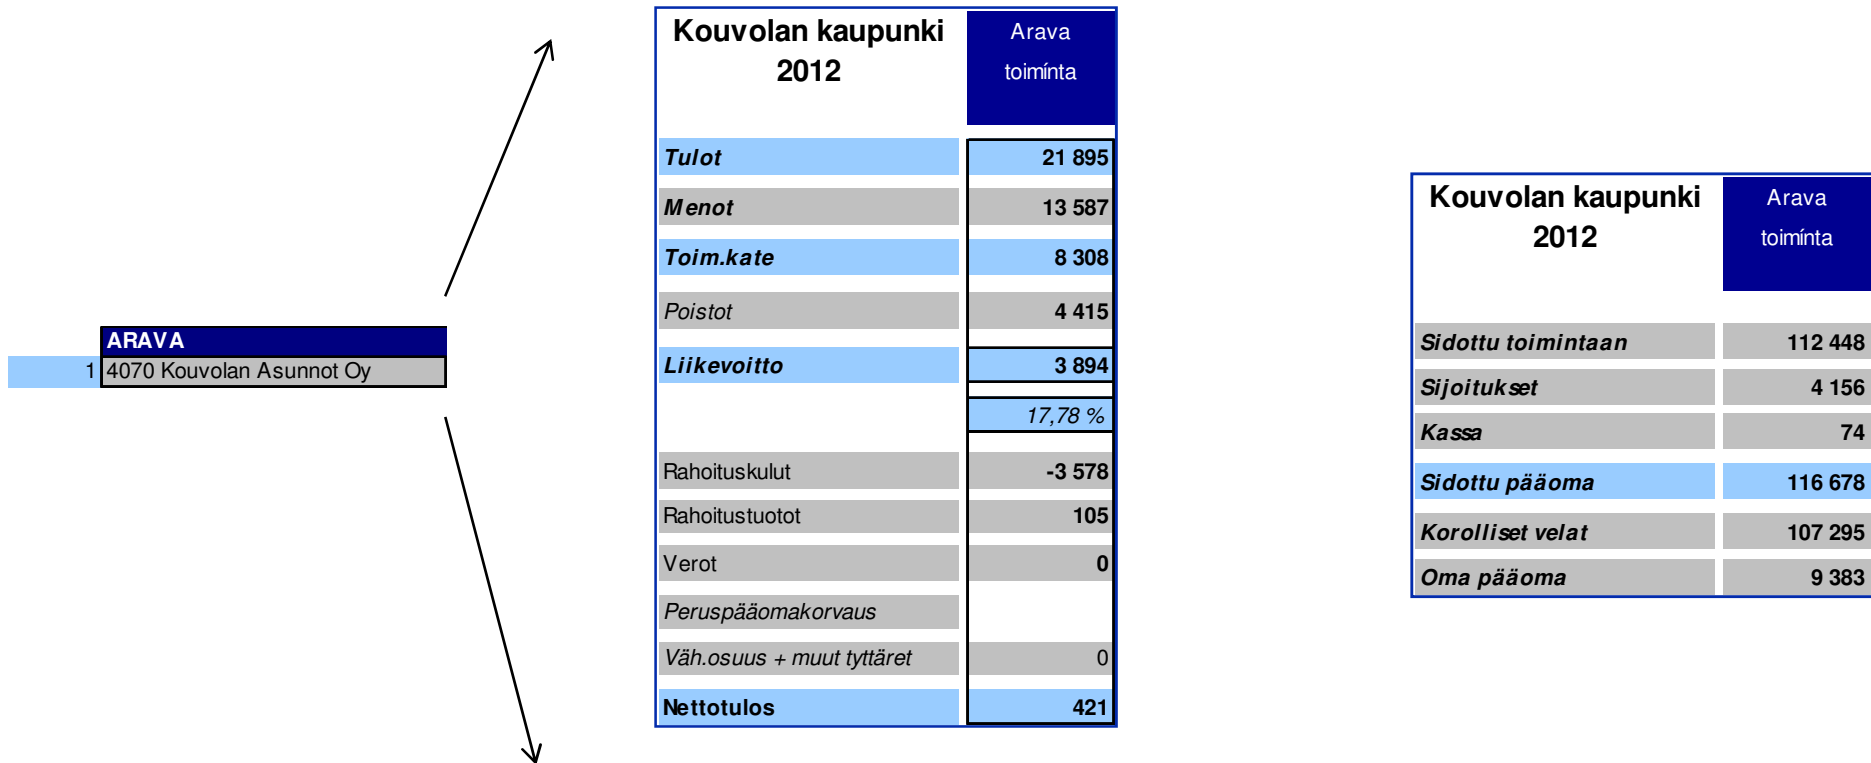 ARAVA
1 4070 Kouvolan Asunnot Oy
Kouvolan kaupunki
2012
Arava
toimínta
Tulot 21 895
Menot 13 587
Toim.kate 8 308
Poistot 4 415
Liikevoitto 3 894
17,78 %
Rahoituskulut -3 578
Rahoitustuotot 105
Verot 0
Peruspääomakorvaus
Väh.osuus + muut tyttäret 0
Nettotulos 421
Kouvolan kaupunki
2012
Arava
toimínta
Sidottu toimintaan 112 448
Sijoitukset 4 156
Kassa 74
Sidottu pääoma 116 678
Korolliset velat 107 295
Oma pääoma 9 383